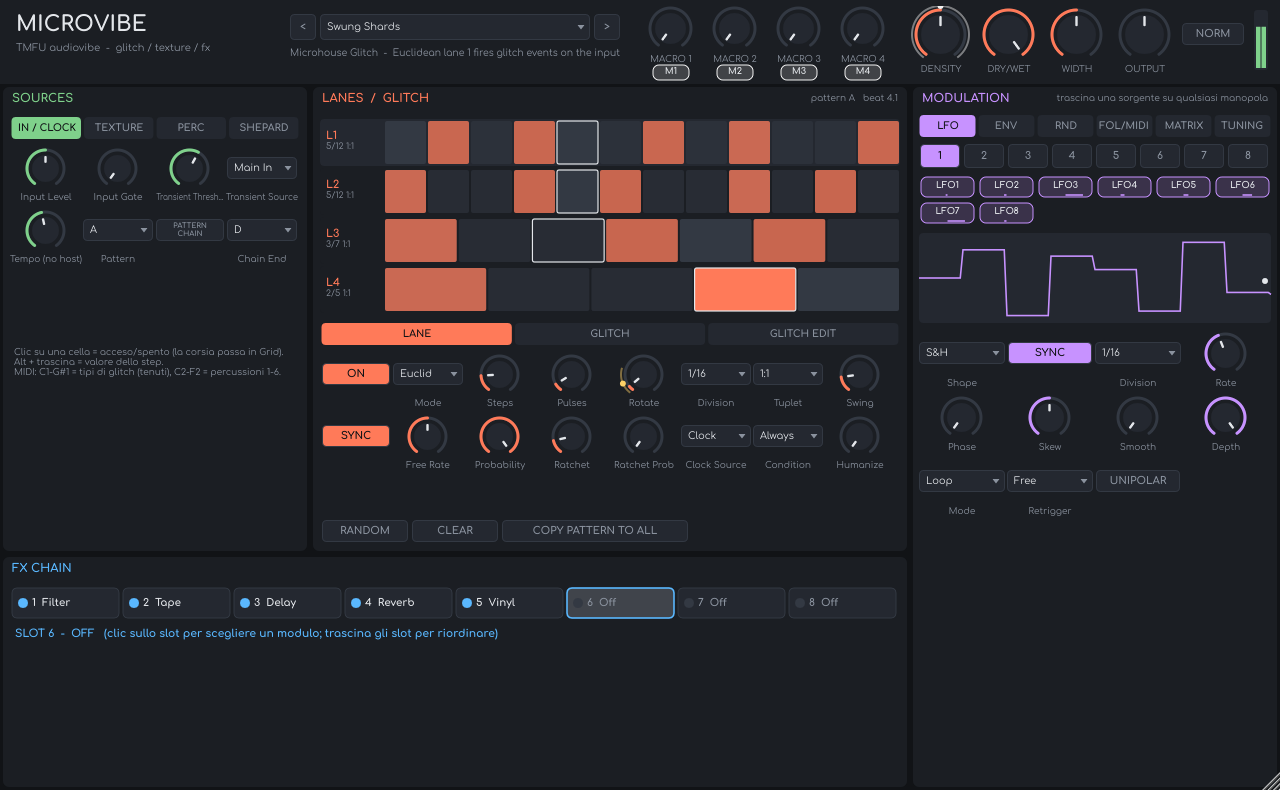 MICROVIBE
TMFU audiovibe - glitch / texture / fx
< Swung Shards >
Microhouse Glitch - Euclidean lane 1 fires glitch events on the input
MACRO 1 MACRO 2 MACRO 3 MACRO 4
M1 M2 M3 M4
DENSITY DRY/WET WIDTH OUTPUT
NORM
SOURCES
IN / CLOCK TEXTURE PERC SHEPARD
Main In
Input Level Input Gate Transient Thresh... Transient Source
A PATTERN CHAIN D
Tempo (no host) Pattern Chain End
Clic su una cella = acceso/spento (la corsia passa in Grid).
Alt + trascina = valore dello step.
MIDI: C1-G#1 = tipi di glitch (tenuti), C2-F2 = percussioni 1-6.
LANES / GLITCH pattern A beat 4.1
L1
5/12 1:1
L2
5/12 1:1
L3
3/7 1:1
L4
2/5 1:1
LANE GLITCH GLITCH EDIT
ON Euclid 1/16 1:1
Mode Steps Pulses Rotate Division Tuplet Swing
SYNC Clock Always
Free Rate Probability Ratchet Ratchet Prob Clock Source Condition Humanize
RANDOM CLEAR COPY PATTERN TO ALL
MODULATION trascina una sorgente su qualsiasi manopola
LFO ENV RND FOL/MIDI MATRIX TUNING
1 2 3 4 5 6 7 8
LFO1 LFO2 LFO3 LFO4 LFO5 LFO6
LFO7 LFO8
S&H SYNC 1/16
Shape Division Rate
Phase Skew Smooth Depth
Loop Free UNIPOLAR
Mode Retrigger
FX CHAIN
1 Filter 2 Tape 3 Delay 4 Reverb 5 Vinyl 6 Off 7 Off 8 Off
SLOT 6 - OFF (clic sullo slot per scegliere un modulo; trascina gli slot per riordinare)